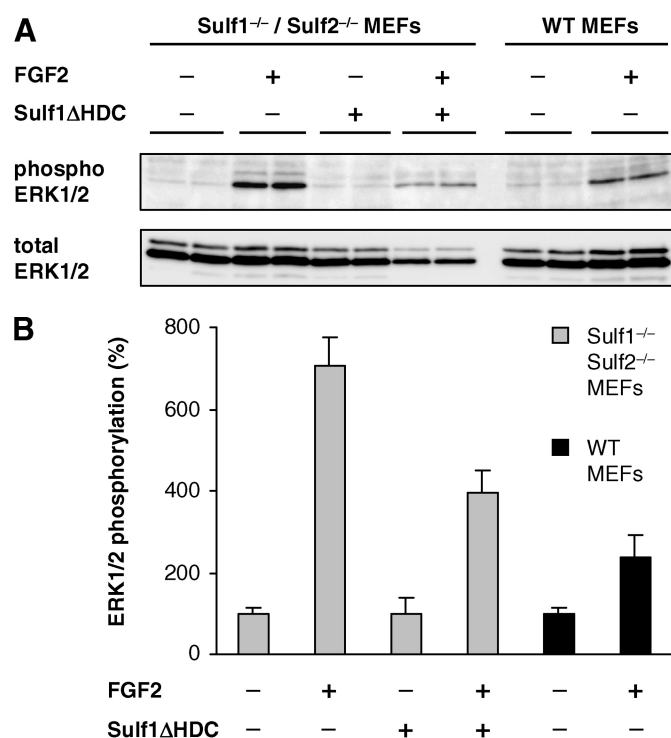 A
Sulf1–/– / Sulf2–/– MEFs WT MEFs
FGF2 – + – + – +
Sulf1ΔHDC – – + + – –
phospho
ERK1/2
total
ERK1/2
B
ERK1/2 phosphorylation (%)
800
600
400
200
0
Sulf1–/–
Sulf2–/–
MEFs
WT
MEFs
FGF2 – + – + – +
Sulf1ΔHDC – – + + – –